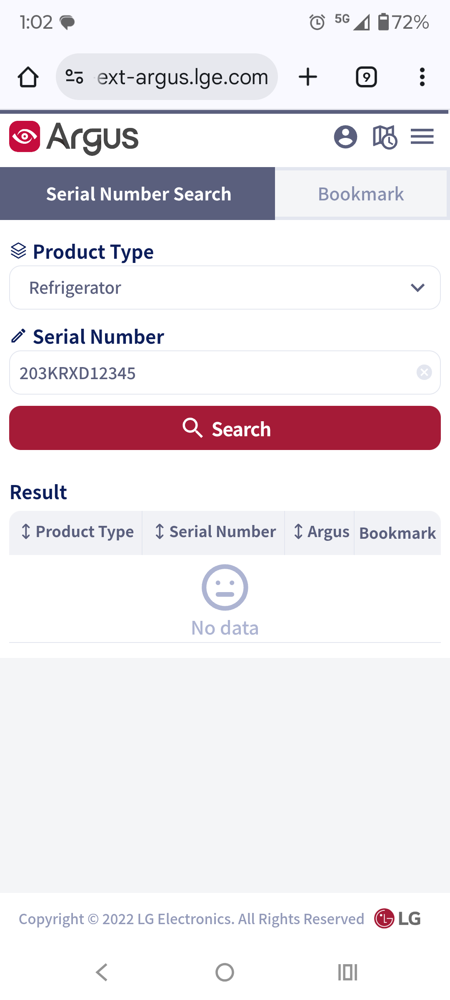 1:02
5G
72%
ext-argus.lge.com
9
Argus
Serial Number Search
Bookmark
Product Type
Refrigerator
Serial Number
203KRXD12345
Search
Result
Product Type
Serial Number
Argus
Bookmark
No data
Copyright © 2022 LG Electronics. All Rights Reserved
LG